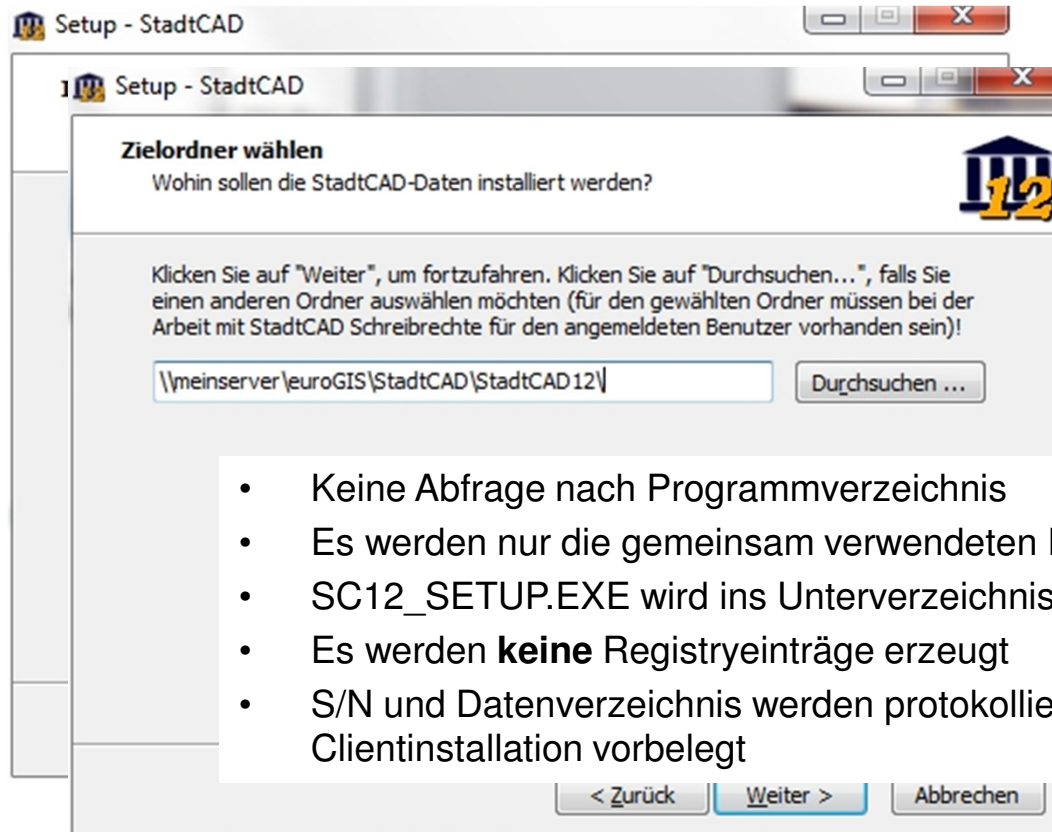 Setup - StadtCAD
Setup - StadtCAD
Zielordner wählen
Wohin sollen die StadtCAD-Daten installiert werden?
12
Klicken Sie auf "Weiter", um fortzufahren. Klicken Sie auf "Durchsuchen...", falls Sie
einen anderen Ordner auswählen möchten (für den gewählten Ordner müssen bei der
Arbeit mit StadtCAD Schreibrechte für den angemeldeten Benutzer vorhanden sein)!
\\meinserver\euroGIS\StadtCAD\StadtCAD12\
Durchsuchen ...
• Keine Abfrage nach Programmverzeichnis
• Es werden nur die gemeinsam verwendeten
• SC12_SETUP.EXE wird ins Unterverzeichnis
• Es werden keine Registryeinträge erzeugt
• S/N und Datenverzeichnis werden protokollie
Clientinstallation vorbelegt
< Zurück
Weiter >
Abbrechen